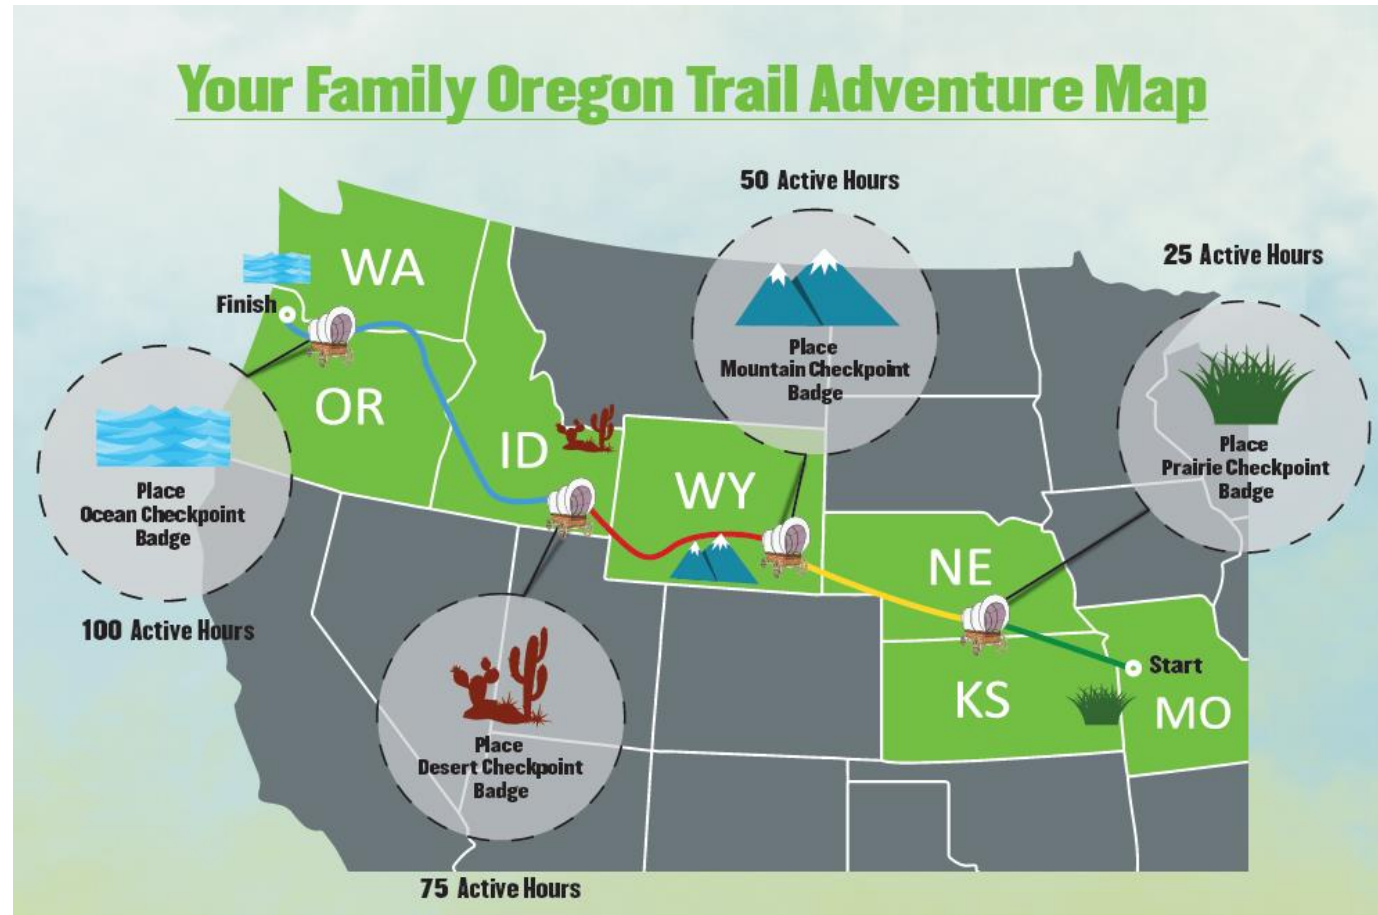 Your Family Oregon Trail Adventure Map
50 Active Hours
Place
Mountain Checkpoint
Badge
25 Active Hours
Place
Prairie Checkpoint
Badge
WA
Finish
OR
ID
WY
NE
Place
Ocean Checkpoint
Badge
100 Active Hours
Start
KS
MO
Place
Desert Checkpoint
Badge
75 Active Hours